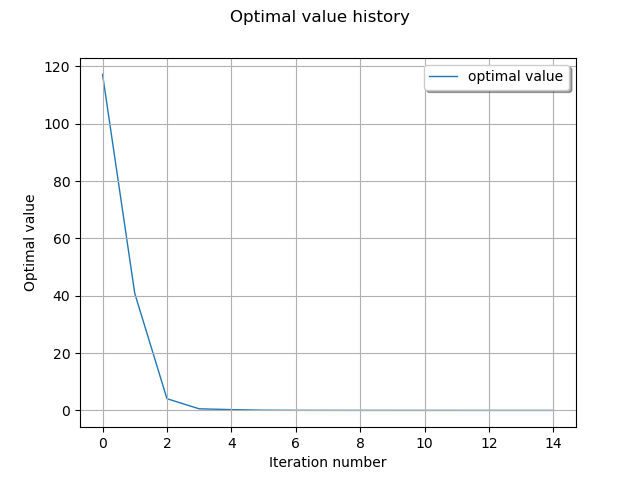 Optimal value history
optimal value
120
100
80
60
40
20
0
Optimal value
0 2 4 6 8 10 12 14
Iteration number